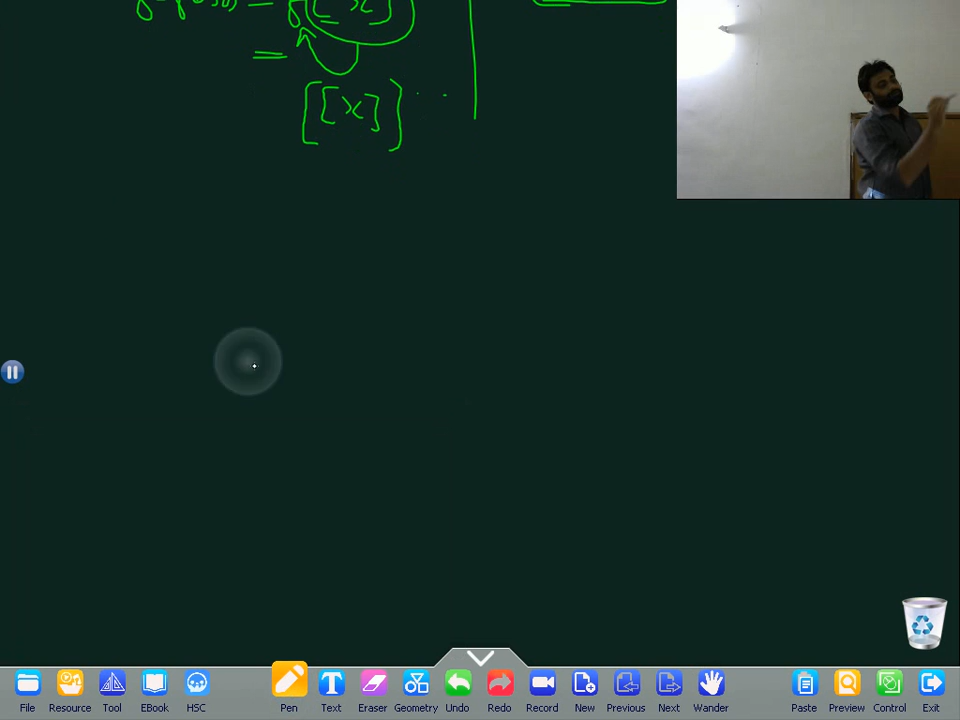 =
[[x]] . .
File Resource Tool EBook HSC Pen Text Eraser Geometry Undo Redo Record New Previous Next Wander Paste Preview Control Exit